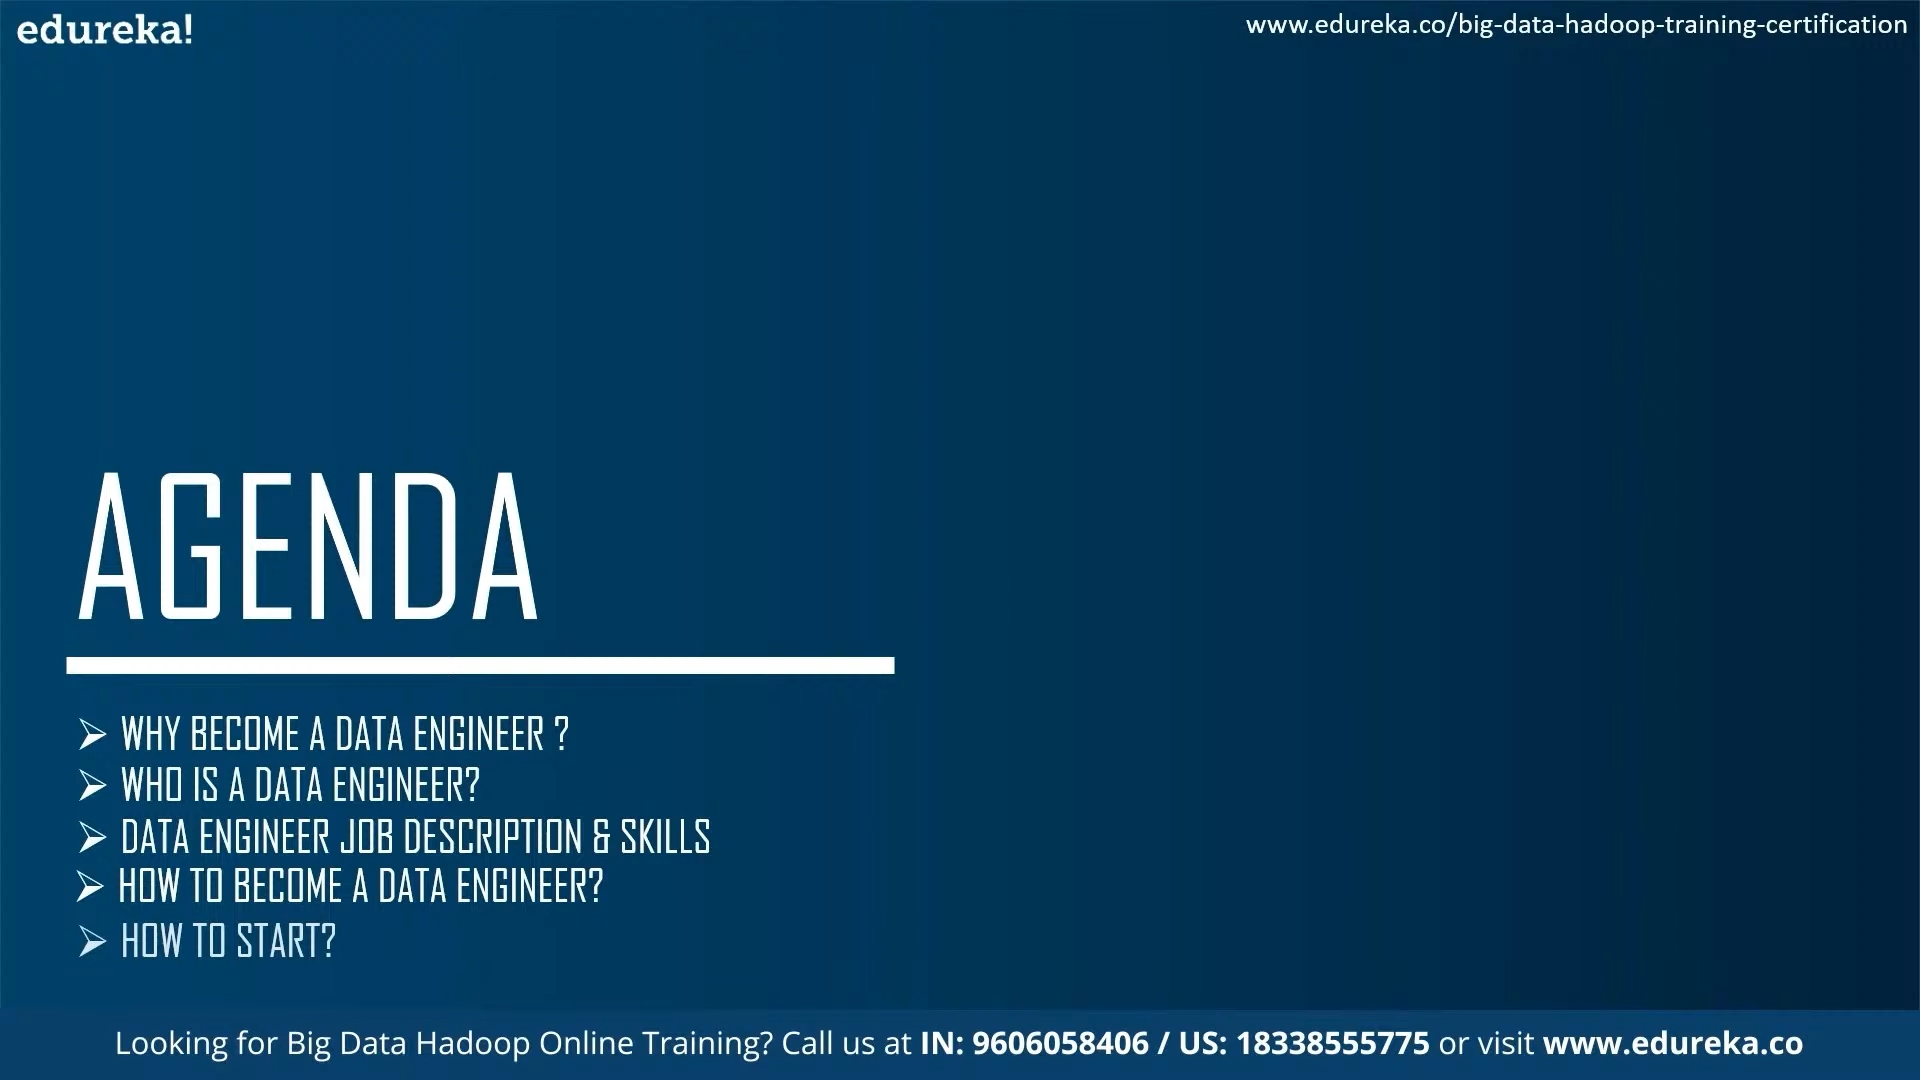 edureka!
www.edureka.co/big-data-hadoop-training-certification
AGENDA
➢ WHY BECOME A DATA ENGINEER ?
➢ WHO IS A DATA ENGINEER?
➢ DATA ENGINEER JOB DESCRIPTION & SKILLS
➢ HOW TO BECOME A DATA ENGINEER?
➢ HOW TO START?
Looking for Big Data Hadoop Online Training? Call us at IN: 9606058406 / US: 18338555775 or visit www.edureka.co